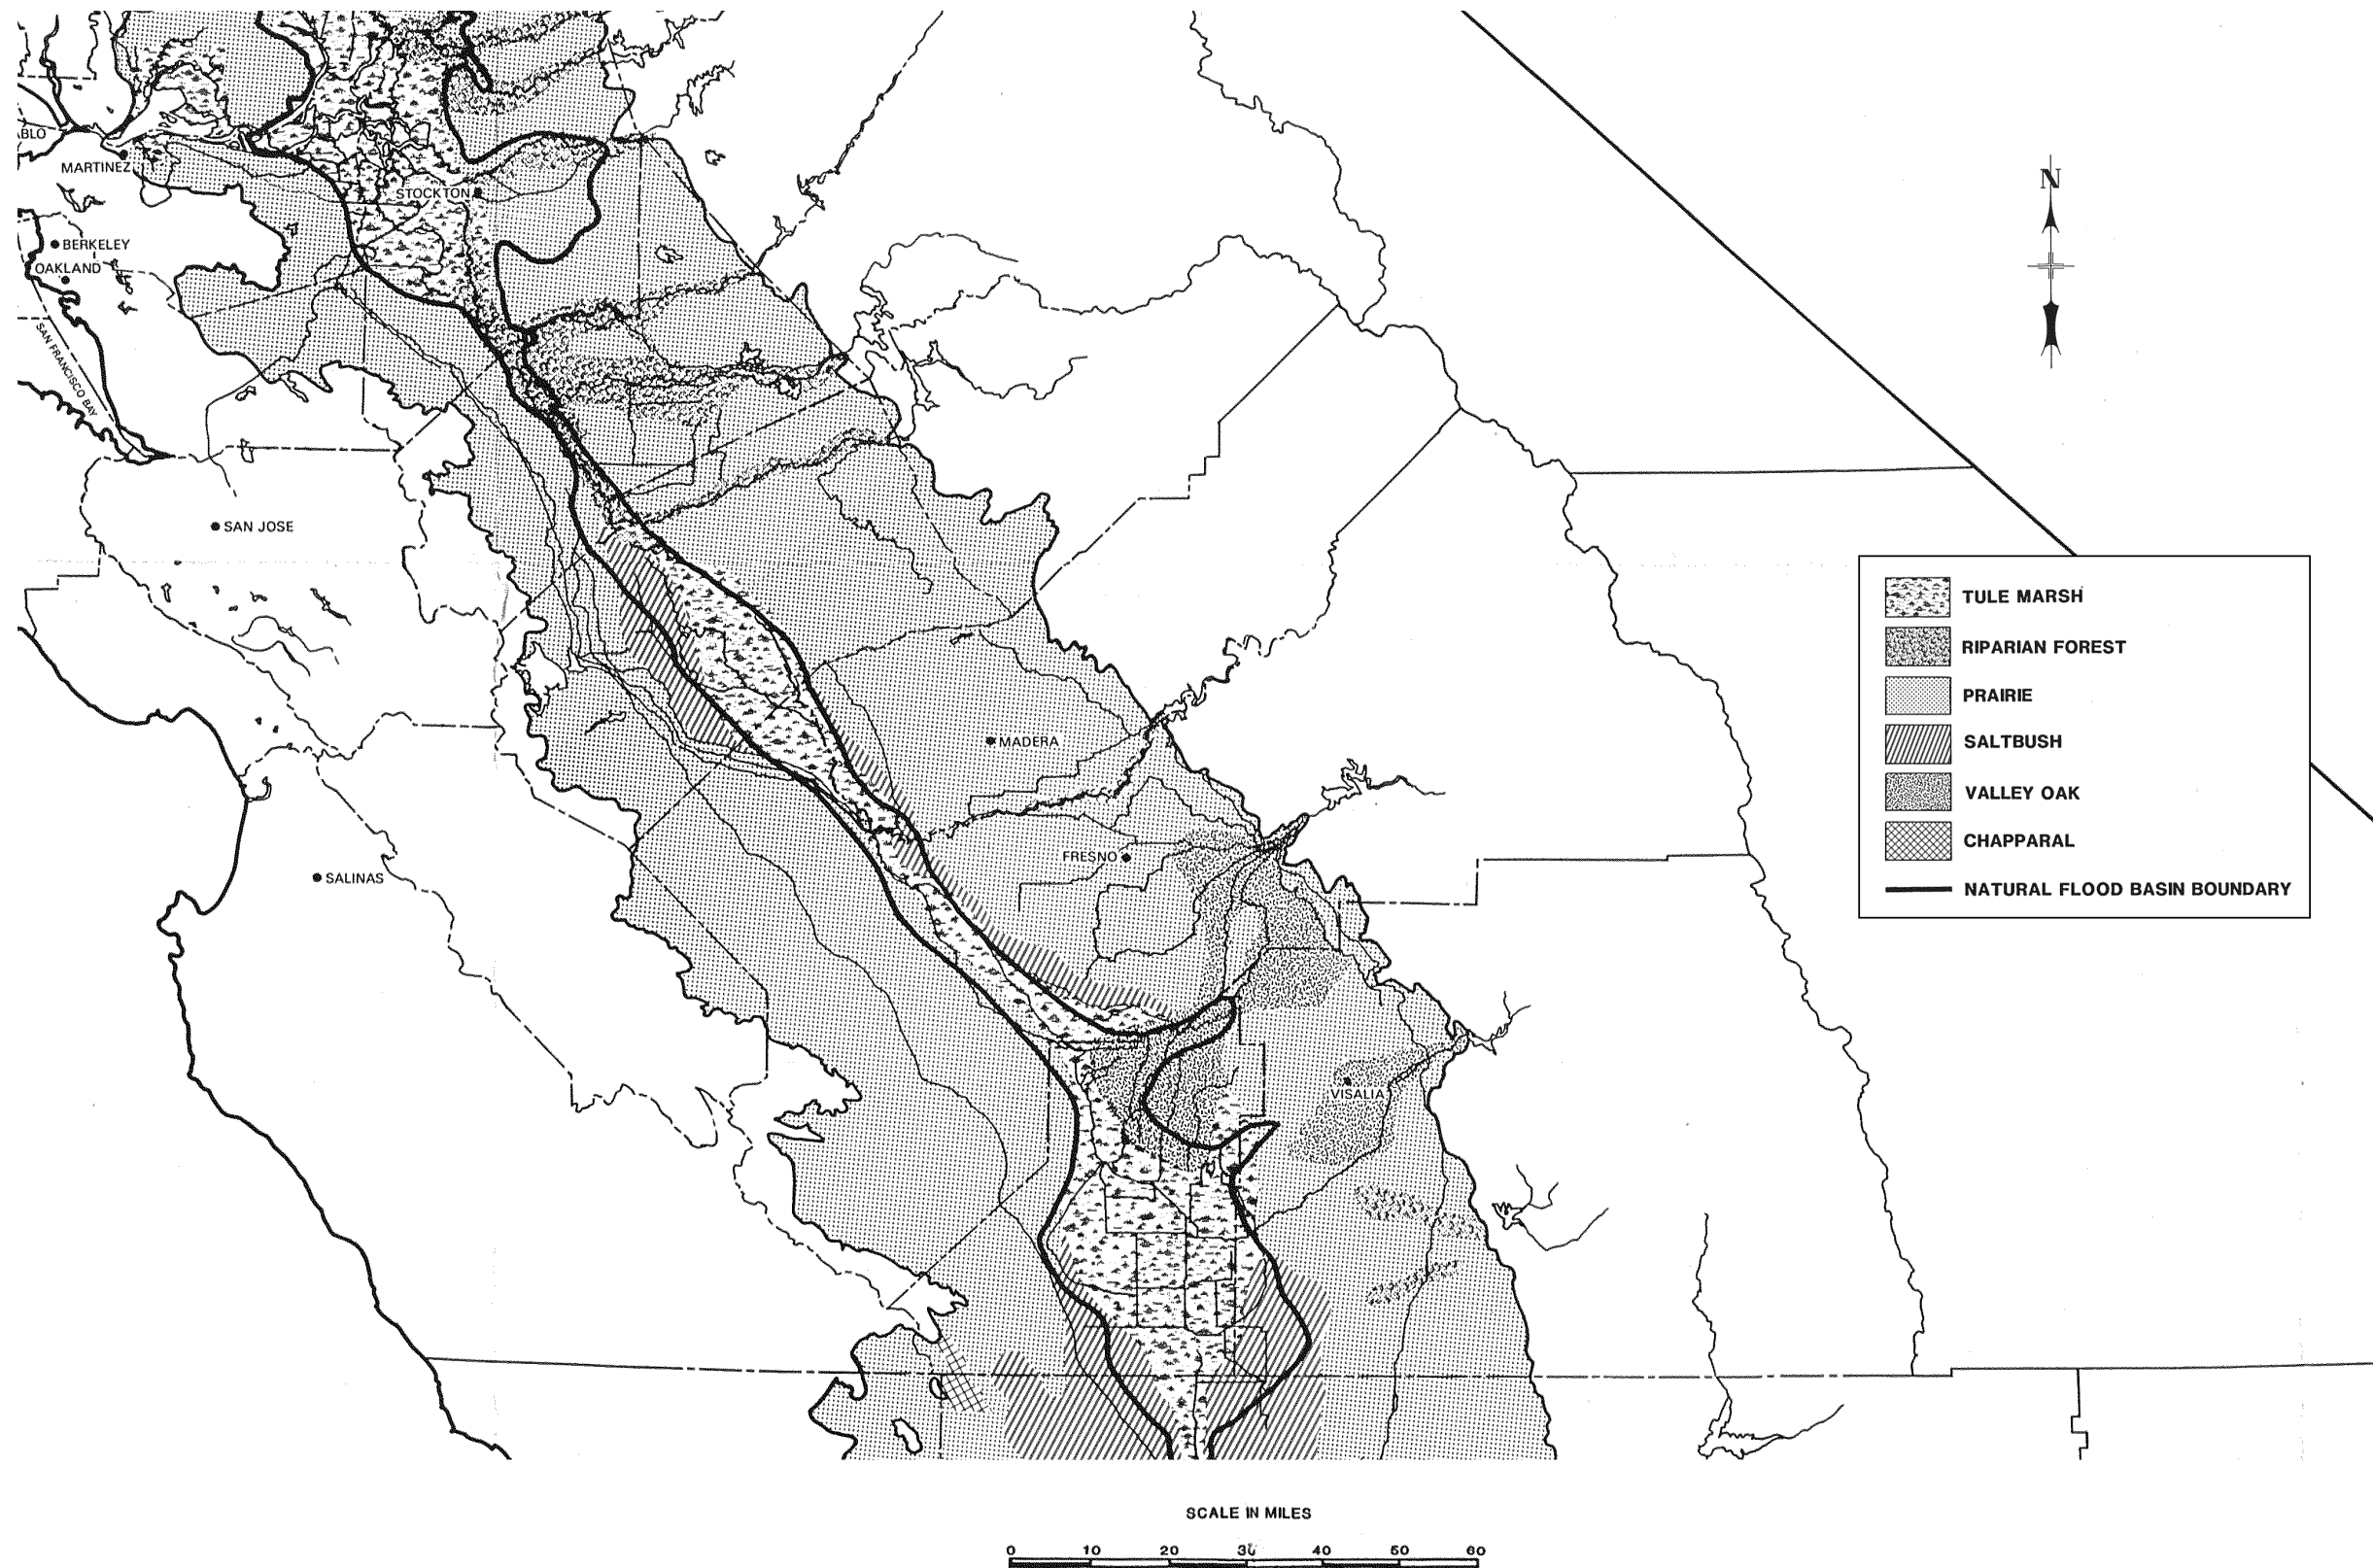 N
ABLO
MARTINEZ
STOCKTON
BERKELEY
OAKLAND
SAN FRANCISCO BAY
SAN JOSE
MADERA
FRESNO
SALINAS
VISALIA
TULE MARSH
RIPARIAN FOREST
PRAIRIE
SALTBUSH
VALLEY OAK
CHAPPARAL
NATURAL FLOOD BASIN BOUNDARY
SCALE IN MILES
0 10 20 30 40 50 60